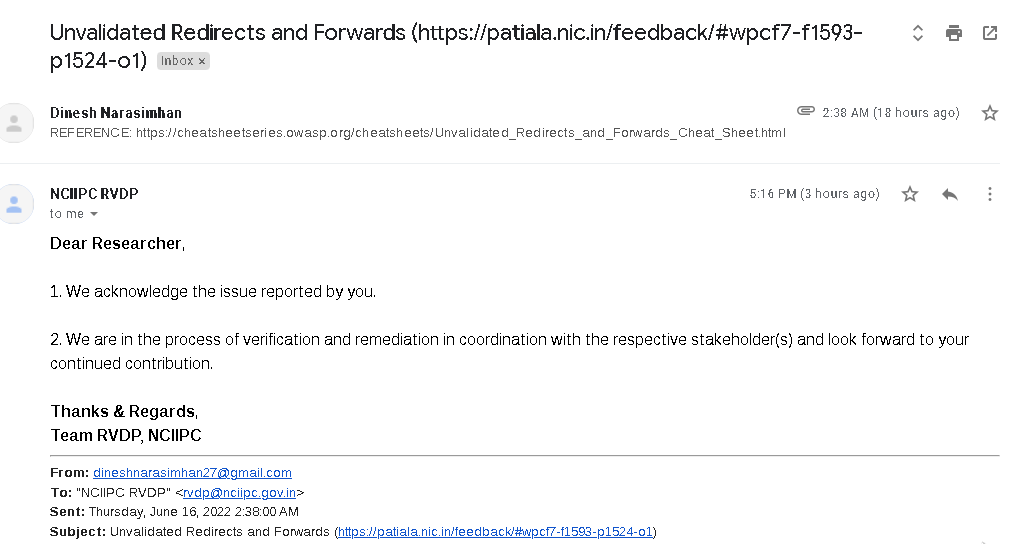 Unvalidated Redirects and Forwards (https://patiala.nic.in/feedback/#wpcf7-f1593-
p1524-o1) Inbox ×
Dinesh Narasimhan 2:38 AM (18 hours ago)
REFERENCE: https://cheatsheetseries.owasp.org/cheatsheets/Unvalidated_Redirects_and_Forwards_Cheat_Sheet.html
NCIIPC RVDP 5:16 PM (3 hours ago)
to me
Dear Researcher,
1. We acknowledge the issue reported by you.
2. We are in the process of verification and remediation in coordination with the respective stakeholder(s) and look forward to your
continued contribution.
Thanks & Regards,
Team RVDP, NCIIPC
From: dineshnarasimhan27@gmail.com
To: "NCIIPC RVDP" <rvdp@nciipc.gov.in>
Sent: Thursday, June 16, 2022 2:38:00 AM
Subject: Unvalidated Redirects and Forwards (https://patiala.nic.in/feedback/#wpcf7-f1593-p1524-o1)